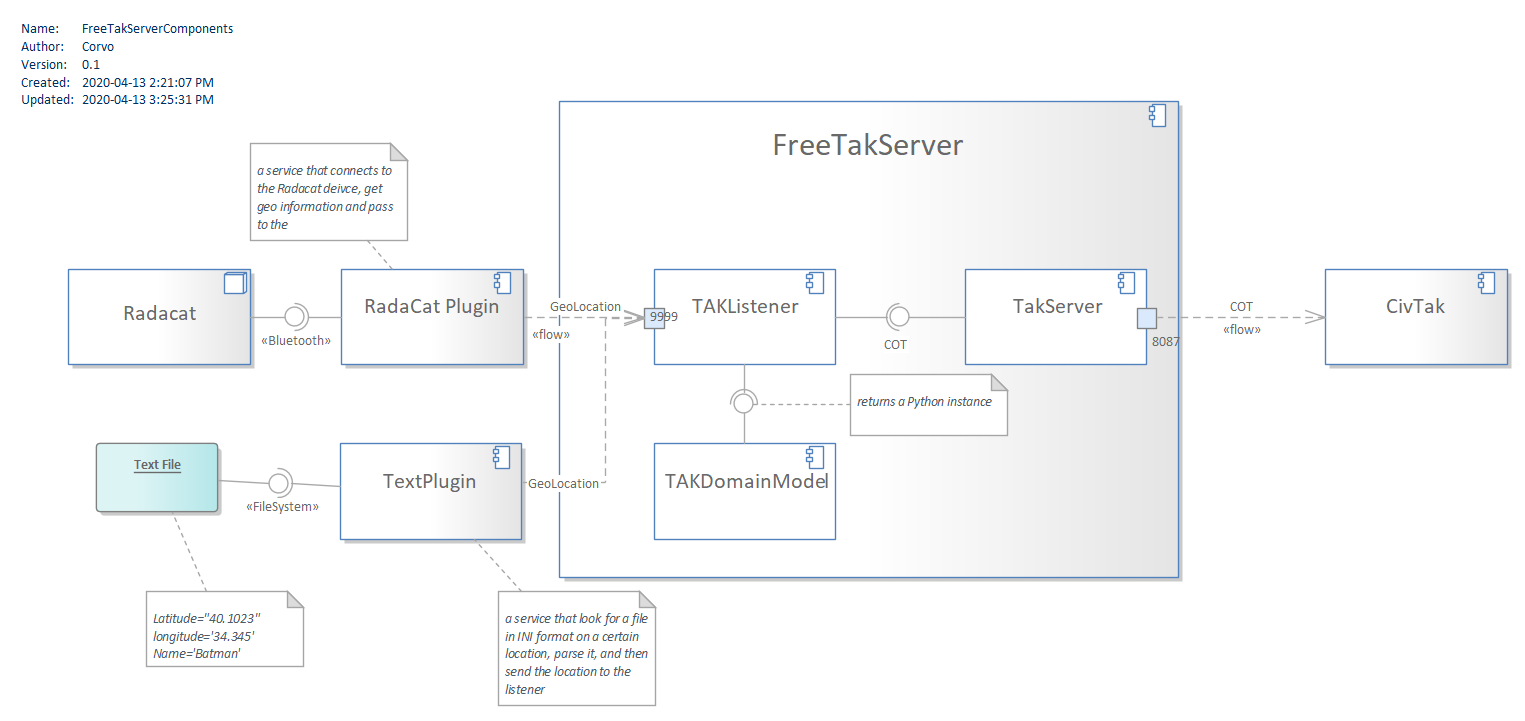 Name: FreeTakServerComponents
Author: Corvo
Version: 0.1
Created: 2020-04-13 2:21:07 PM
Updated: 2020-04-13 3:25:31 PM
FreeTakServer
a service that connects to
the Radacat deivce, get
geo information and pass
to the
Radacat
«Bluetooth»
RadaCat Plugin
GeoLocation
«flow»
9999
TAKListener
COT
TakServer
8087
COT
«flow»
CivTak
returns a Python instance
Text File
«FileSystem»
TextPlugin
GeoLocation
TAKDomainModel
Latitude="40.1023"
longitude='34.345'
Name='Batman'
a service that look for a file
in INI format on a certain
location, parse it, and then
send the location to the
listener